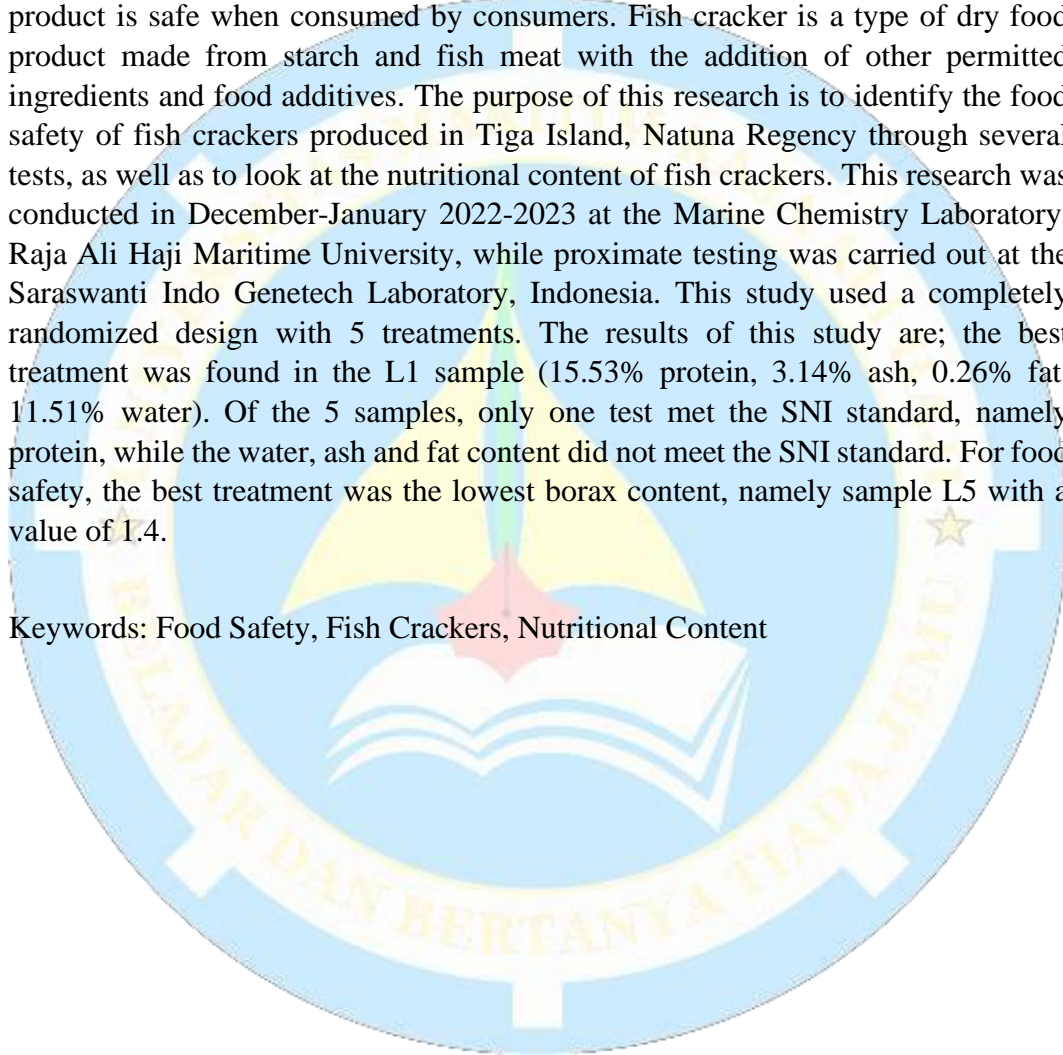 product is safe when consumed by consumers. Fish cracker is a type of dry food
product made from starch and fish meat with the addition of other permitted
ingredients and food additives. The purpose of this research is to identify the food
safety of fish crackers produced in Tiga Island, Natuna Regency through several
tests, as well as to look at the nutritional content of fish crackers. This research was
conducted in December-January 2022-2023 at the Marine Chemistry Laboratory
Raja Ali Haji Maritime University, while proximate testing was carried out at the
Saraswanti Indo Genetech Laboratory, Indonesia. This study used a completely
randomized design with 5 treatments. The results of this study are; the best
treatment was found in the L1 sample (15.53% protein, 3.14% ash, 0.26% fat
11.51% water). Of the 5 samples, only one test met the SNI standard, namely
protein, while the water, ash and fat content did not meet the SNI standard. For food
safety, the best treatment was the lowest borax content, namely sample L5 with a
value of 1.4.
Keywords: Food Safety, Fish Crackers, Nutritional Content
BELAJAR DAN BERTANYA TIADA JEMU